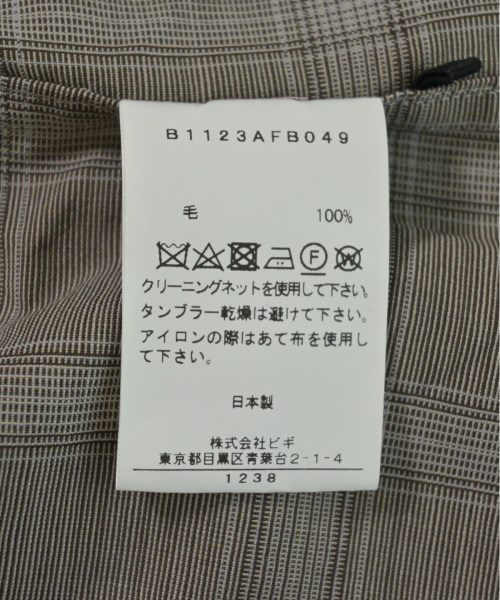 B1123AFB049
毛 100%
F W
クリーニングネットを使用して下さい。
タンブラー乾燥は避けて下さい。
アイロンの際はあて布を使用し
て下さい。
日本製
株式会社ビギ
東京都目黒区青葉台2-1-4
1238